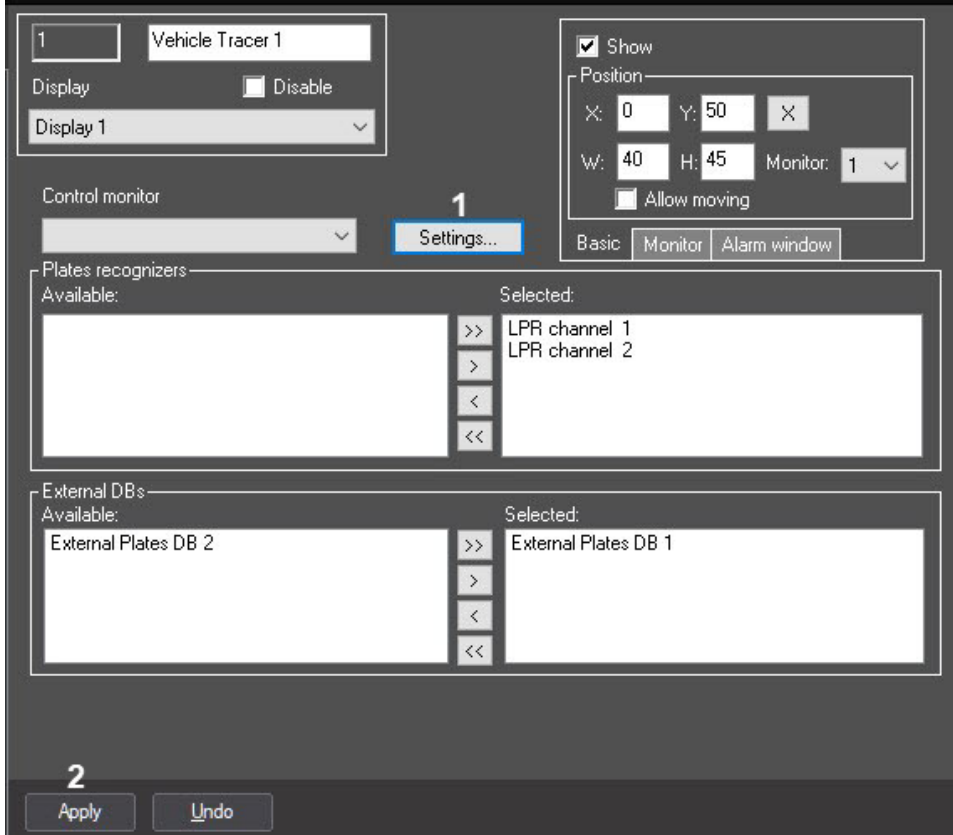 1
Vehicle Tracer 1
Display
Disable
Display 1
Show
Position
X: 0 Y: 50 X
W: 40 H: 45 Monitor: 1
Allow moving
Basic Monitor Alarm window
Control monitor
1
Settings...
Plates recognizers
Available:
Selected:
>>
>
<
<<
LPR channel 1
LPR channel 2
External DBs
Available:
Selected:
External Plates DB 2
>>
>
<
<<
External Plates DB 1
2
Apply
Undo